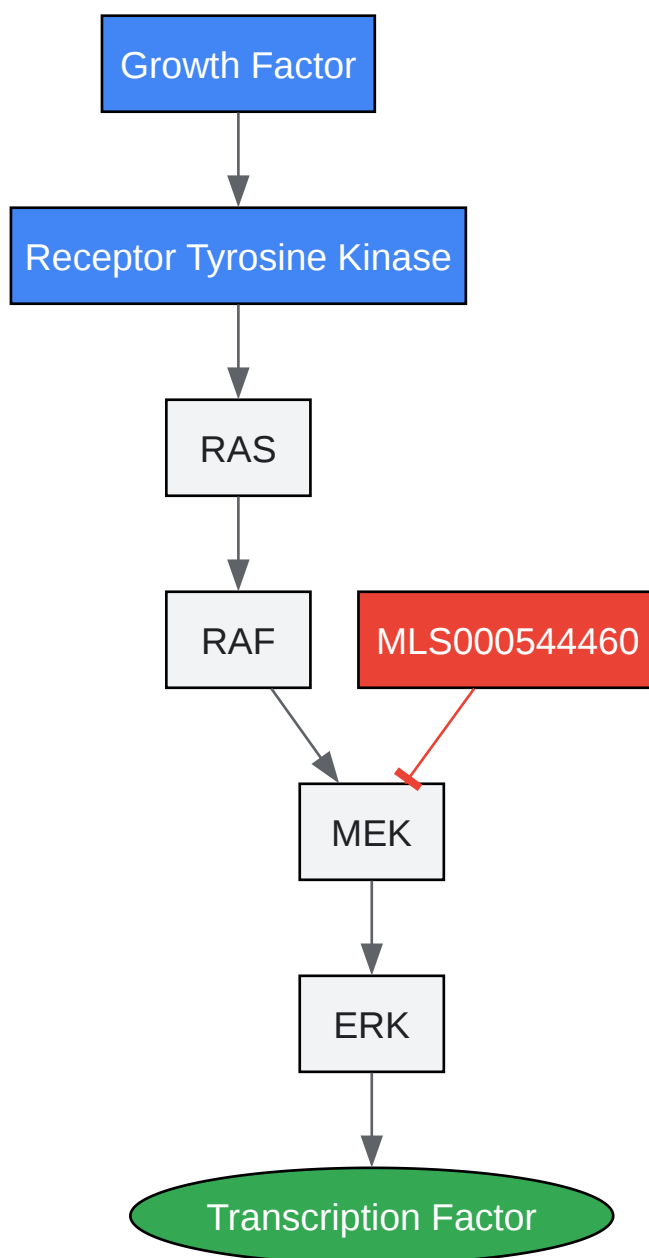 Growth Factor
Receptor Tyrosine Kinase
RAS
RAF
MLS000544460
MEK
ERK
Transcription Factor